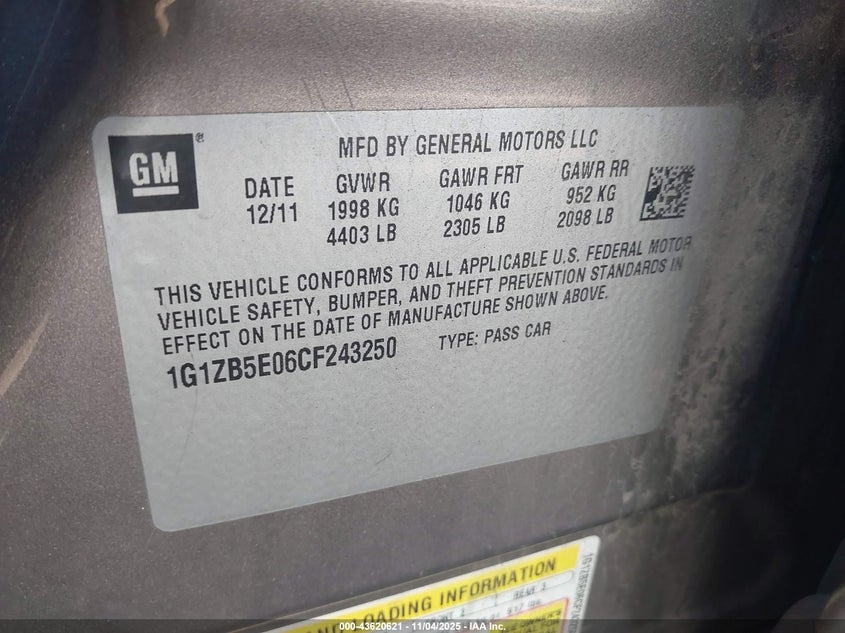 GM ®
MFD BY GENERAL MOTORS LLC
DATE GVWR GAWR FRT GAWR RR
12/11 1998 KG 1046 KG 952 KG
4403 LB 2305 LB 2098 LB
THIS VEHICLE CONFORMS TO ALL APPLICABLE U.S. FEDERAL MOTOR
VEHICLE SAFETY, BUMPER, AND THEFT PREVENTION STANDARDS IN
EFFECT ON THE DATE OF MANUFACTURE SHOWN ABOVE.
1G1ZB5E06CF243250 TYPE: PASS CAR
LOADING INFORMATION
REAR
000-43620621 - 11/04/2025 - IAA Inc.